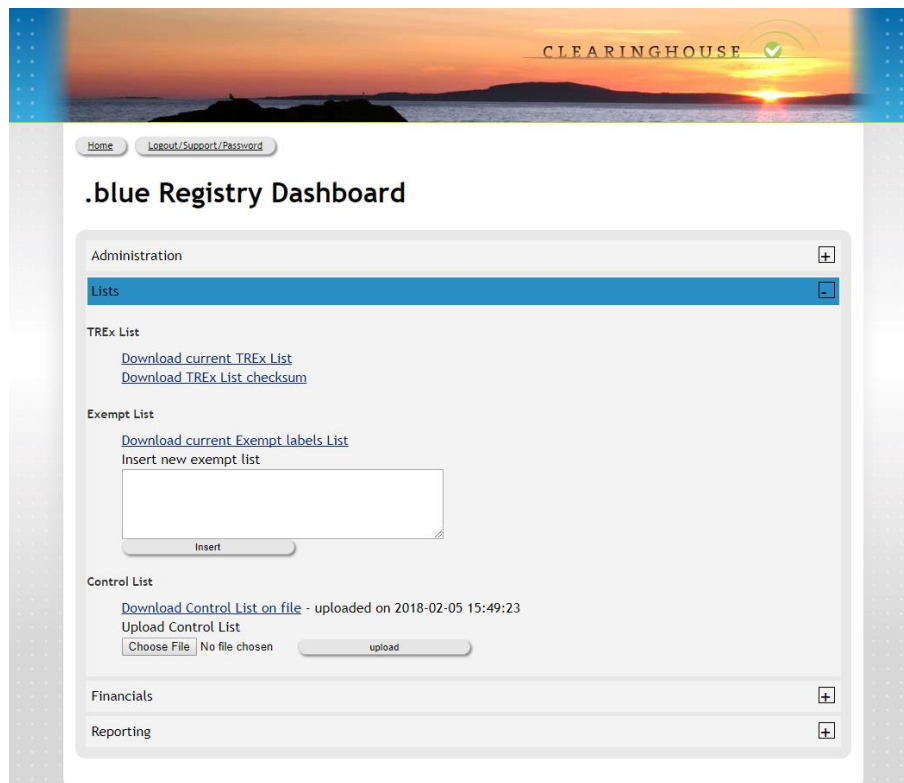 CLEARINGHOUSE
Home Logout/Support/Password
.blue Registry Dashboard
Administration +
Lists -
TREx List
Download current TREx List
Download TREx List checksum
Exempt List
Download current Exempt labels List
Insert new exempt list
Insert
Control List
Download Control List on file - uploaded on 2018-02-05 15:49:23
Upload Control List
Choose File No file chosen upload
Financials +
Reporting +